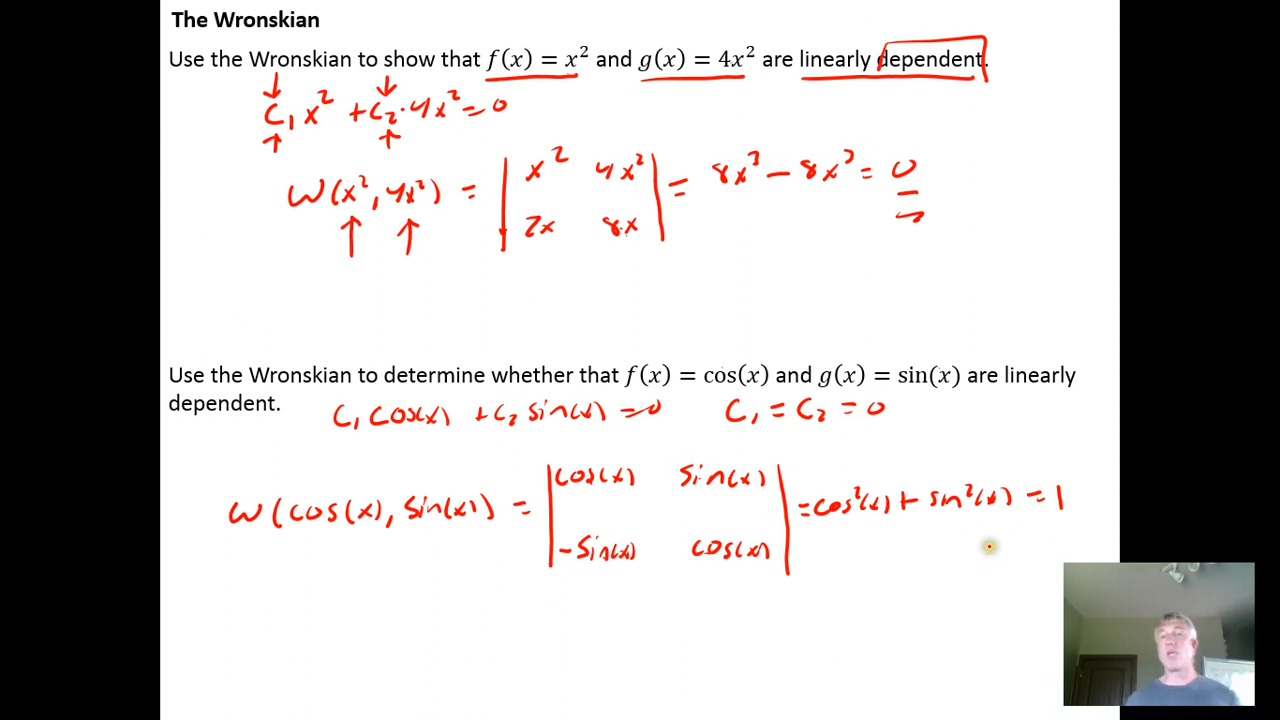 The Wronskian
Use the Wronskian to show that f(x) = x² and g(x) = 4x² are linearly dependent.
C₁x² + C₂·4x² = 0
W(x², 4x²) = | x² 4x² | = 8x³ − 8x³ = 0
2x 8x
Use the Wronskian to determine whether that f(x) = cos(x) and g(x) = sin(x) are linearly
dependent.
C₁ cos(x) + C₂ sin(x) = 0 C₁ = C₂ = 0
W(cos(x), sin(x)) = | cos(x) sin(x) | = cos²(x) + sin²(x) = 1
-sin(x) cos(x)